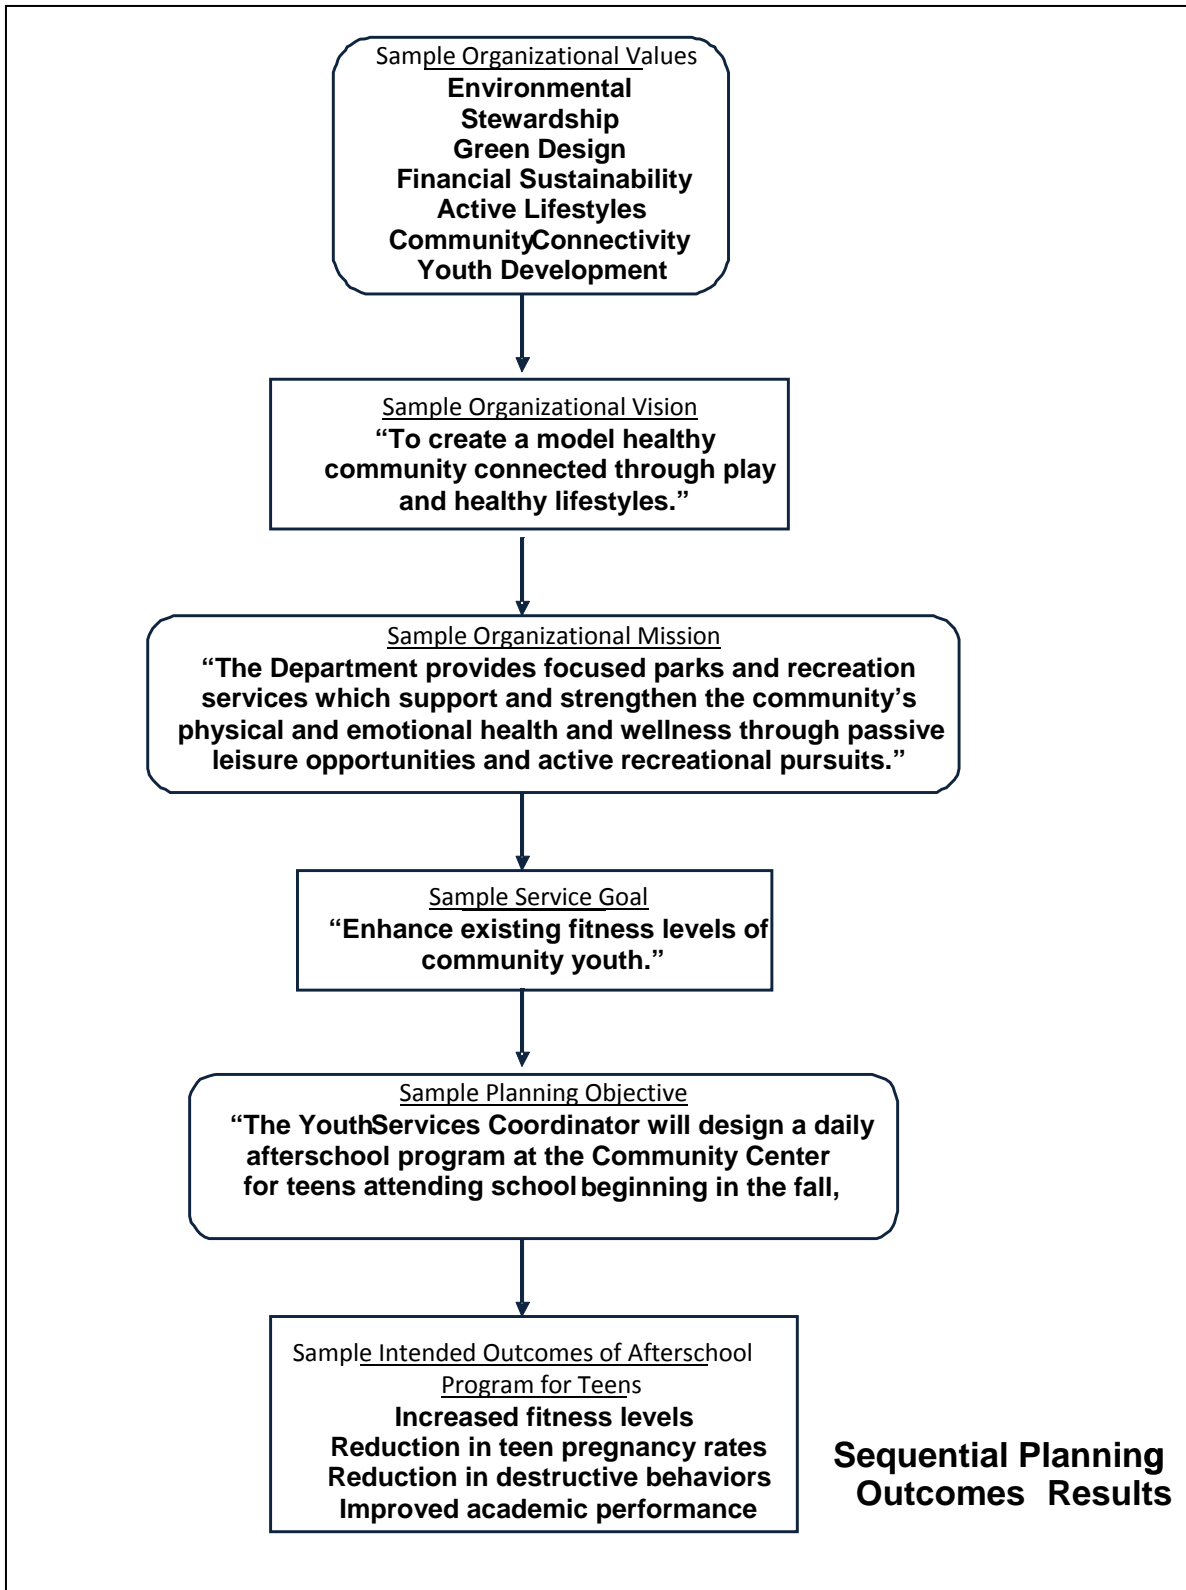 Sample Organizational Values
Environmental
Stewardship
Green Design
Financial Sustainability
Active Lifestyles
CommunityConnectivity
Youth Development
Sample Organizational Vision
“To create a model healthy
community connected through play
and healthy lifestyles.”
Sample Organizational Mission
“The Department provides focused parks and recreation
services which support and strengthen the community’s
physical and emotional health and wellness through passive
leisure opportunities and active recreational pursuits.”
Sample Service Goal
“Enhance existing fitness levels of
community youth.”
Sample Planning Objective
“The YouthServices Coordinator will design a daily
afterschool program at the Community Center
for teens attending school beginning in the fall,
Sample Intended Outcomes of Afterschool
Program for Teens
Increased fitness levels
Reduction in teen pregnancy rates
Reduction in destructive behaviors
Improved academic performance
Sequential Planning
Outcomes Results